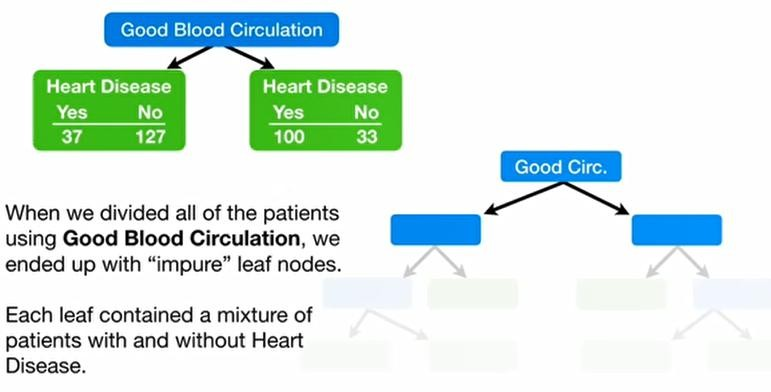 Good Blood Circulation
Heart Disease
Yes No
37 127
Heart Disease
Yes No
100 33
Good Circ.
When we divided all of the patients
using Good Blood Circulation, we
ended up with “impure” leaf nodes.
Each leaf contained a mixture of
patients with and without Heart
Disease.